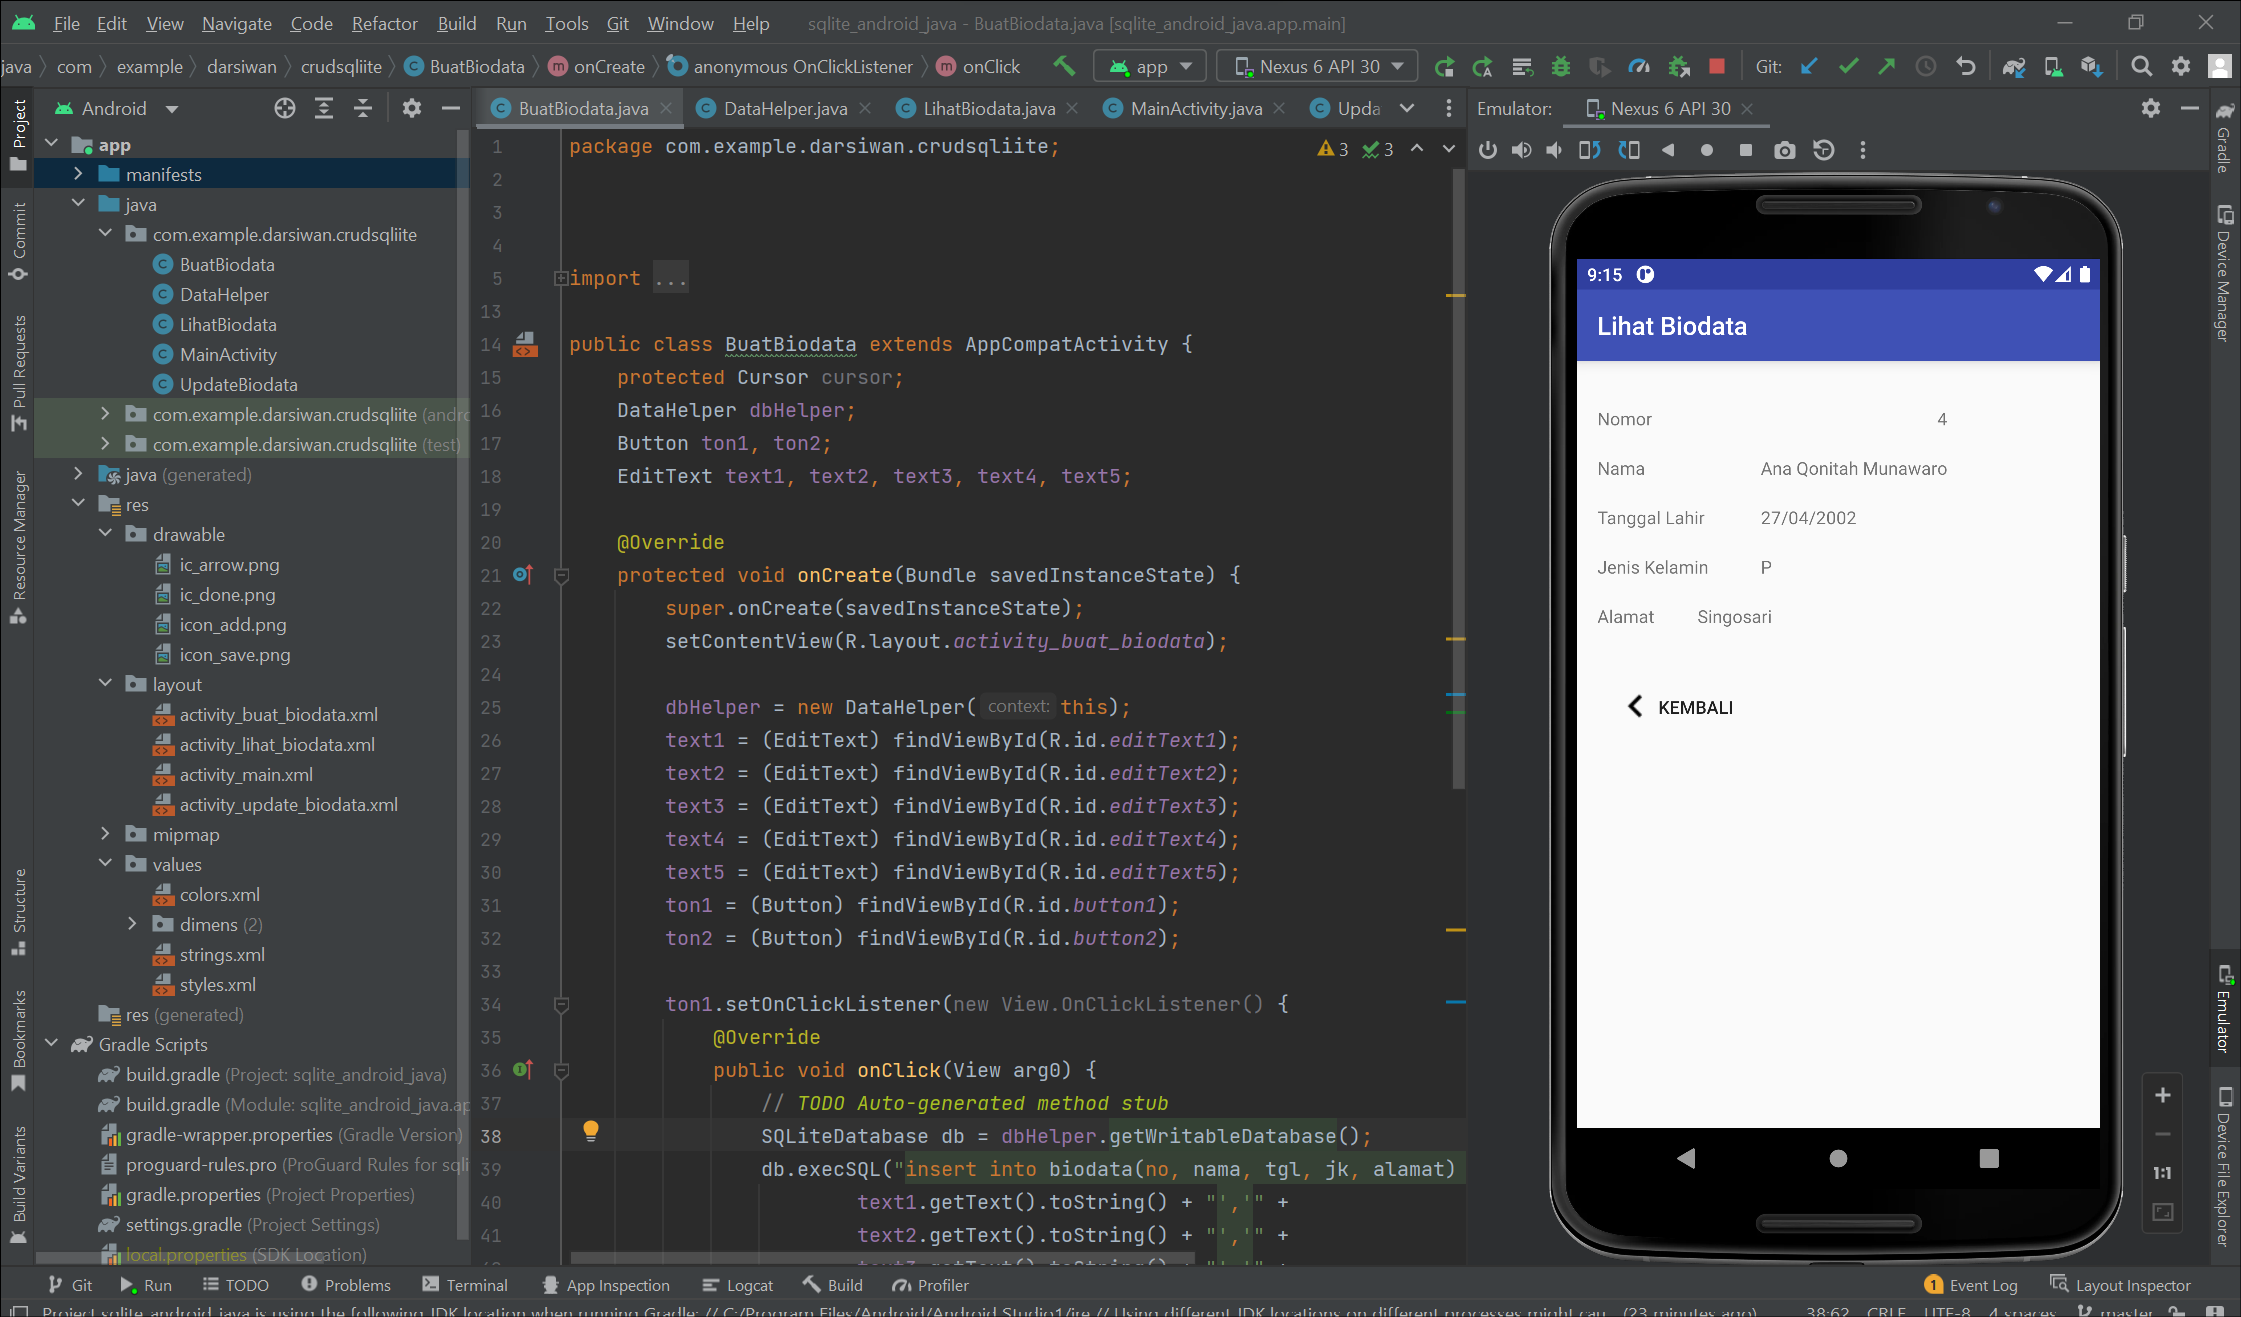 File Edit View Navigate Code Refactor Build Run Tools Git Window Help sqlite_android_java - BuatBiodata.java [sqlite_android_java.app.main]
java com example darsiwan crudsqliite BuatBiodata onCreate anonymous OnClickListener onClick app Nexus 6 API 30 Git:
Android
BuatBiodata.java DataHelper.java LihatBiodata.java MainActivity.java Upda
Emulator: Nexus 6 API 30
Project
Commit
Pull Requests
Resource Manager
Structure
Bookmarks
Build Variants
app
manifests
java
com.example.darsiwan.crudsqliite
BuatBiodata
DataHelper
LihatBiodata
MainActivity
UpdateBiodata
com.example.darsiwan.crudsqliite (andro
com.example.darsiwan.crudsqliite (test)
java (generated)
res
drawable
ic_arrow.png
ic_done.png
icon_add.png
icon_save.png
layout
activity_buat_biodata.xml
activity_lihat_biodata.xml
activity_main.xml
activity_update_biodata.xml
mipmap
values
colors.xml
dimens (2)
strings.xml
styles.xml
res (generated)
Gradle Scripts
build.gradle (Project: sqlite_android_java)
build.gradle (Module: sqlite_android_java.ap
gradle-wrapper.properties (Gradle Version)
proguard-rules.pro (ProGuard Rules for sqli
gradle.properties (Project Properties)
settings.gradle (Project Settings)
local.properties (SDK Location)
3 3
1 package com.example.darsiwan.crudsqliite;
2
3
4
5 import ...
13
14 public class BuatBiodata extends AppCompatActivity {
15 protected Cursor cursor;
16 DataHelper dbHelper;
17 Button ton1, ton2;
18 EditText text1, text2, text3, text4, text5;
19
20 @Override
21 protected void onCreate(Bundle savedInstanceState) {
22 super.onCreate(savedInstanceState);
23 setContentView(R.layout.activity_buat_biodata);
24
25 dbHelper = new DataHelper( context: this);
26 text1 = (EditText) findViewById(R.id.editText1);
27 text2 = (EditText) findViewById(R.id.editText2);
28 text3 = (EditText) findViewById(R.id.editText3);
29 text4 = (EditText) findViewById(R.id.editText4);
30 text5 = (EditText) findViewById(R.id.editText5);
31 ton1 = (Button) findViewById(R.id.button1);
32 ton2 = (Button) findViewById(R.id.button2);
33
34 ton1.setOnClickListener(new View.OnClickListener() {
35 @Override
36 public void onClick(View arg0) {
37 // TODO Auto-generated method stub
38 SQLiteDatabase db = dbHelper.getWritableDatabase();
39 db.execSQL("insert into biodata(no, nama, tgl, jk, alamat)
40 text1.getText().toString() + "','" +
41 text2.getText().toString() + "','" +
9:15
Lihat Biodata
Nomor 4
Nama Ana Qonitah Munawaro
Tanggal Lahir 27/04/2002
Jenis Kelamin P
Alamat Singosari
KEMBALI
1:1
Gradle
Device Manager
Emulator
Device File Explorer
Git Run TODO Problems Terminal App Inspection Logcat Build Profiler 1 Event Log Layout Inspector
Project sqlite_android_java is using the following JDK location when running Gradle: // C:/Program Files/Android/Android Studio1/jre // Using different JDK locations on different processes might cau... (23 minutes ago) 38:62 CRLF UTF-8 4 spaces master